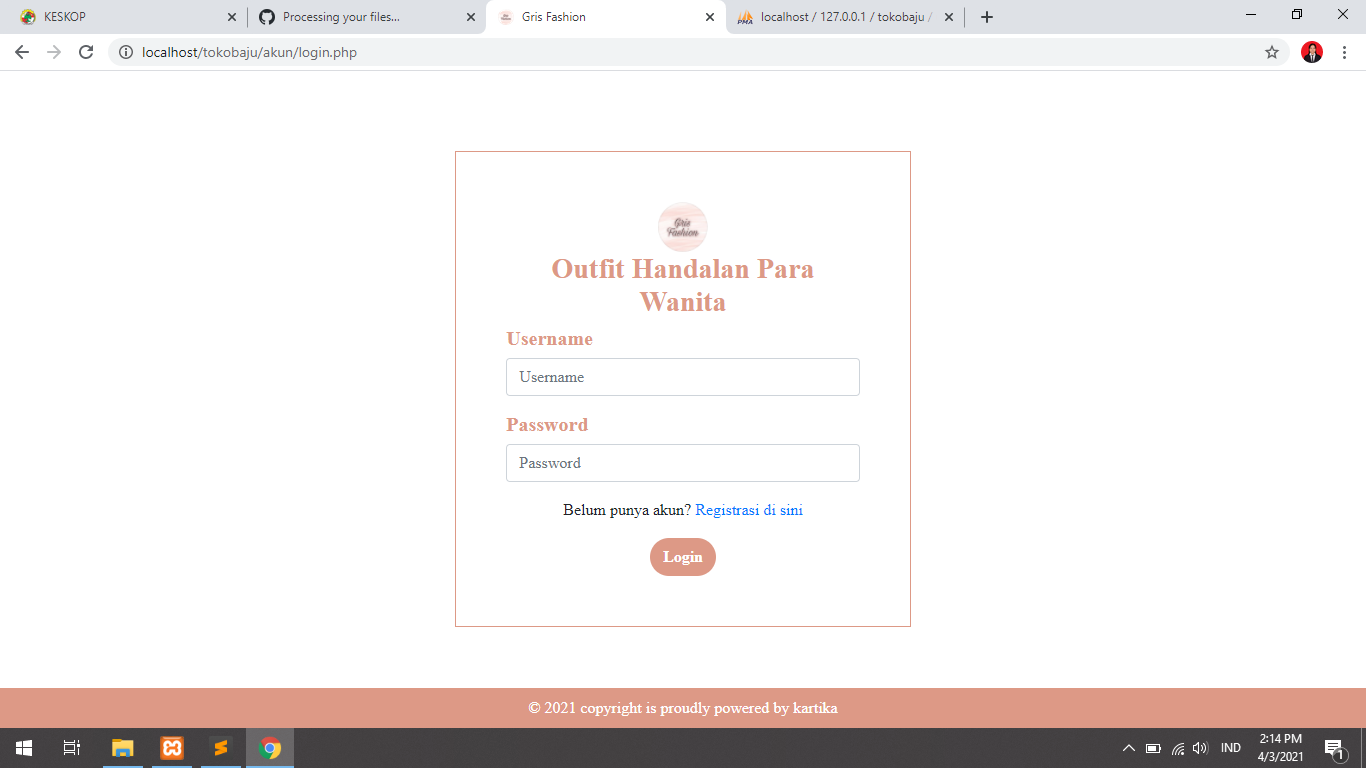 KESKOP
Processing your files...
Gris Fashion
localhost / 127.0.0.1 / tokobaju /
localhost/tokobaju/akun/login.php
Gris
Fashion
Outfit Handalan Para
Wanita
Username
Username
Password
Password
Belum punya akun? Registrasi di sini
Login
© 2021 copyright is proudly powered by kartika
IND
2:14 PM
4/3/2021
1